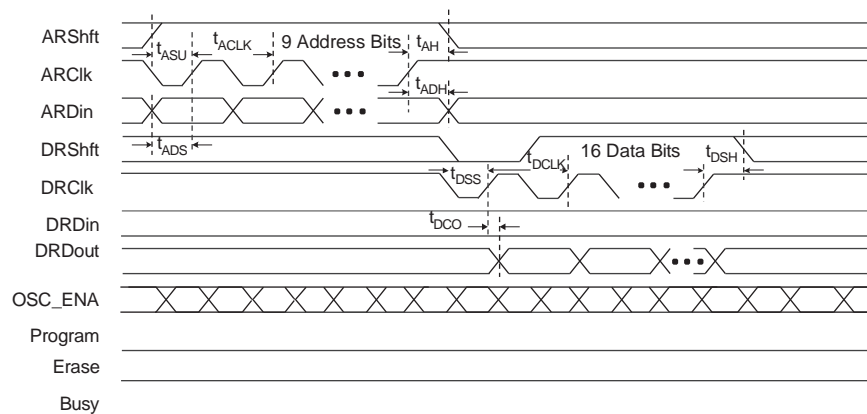 ARShft
t_ASU
t_ACLK
9 Address Bits
t_AH
ARClk
t_ADH
ARDin
t_ADS
DRShft
t_DCLK
16 Data Bits
t_DSH
t_DSS
DRClk
DRDin
t_DCO
DRDout
OSC_ENA
Program
Erase
Busy